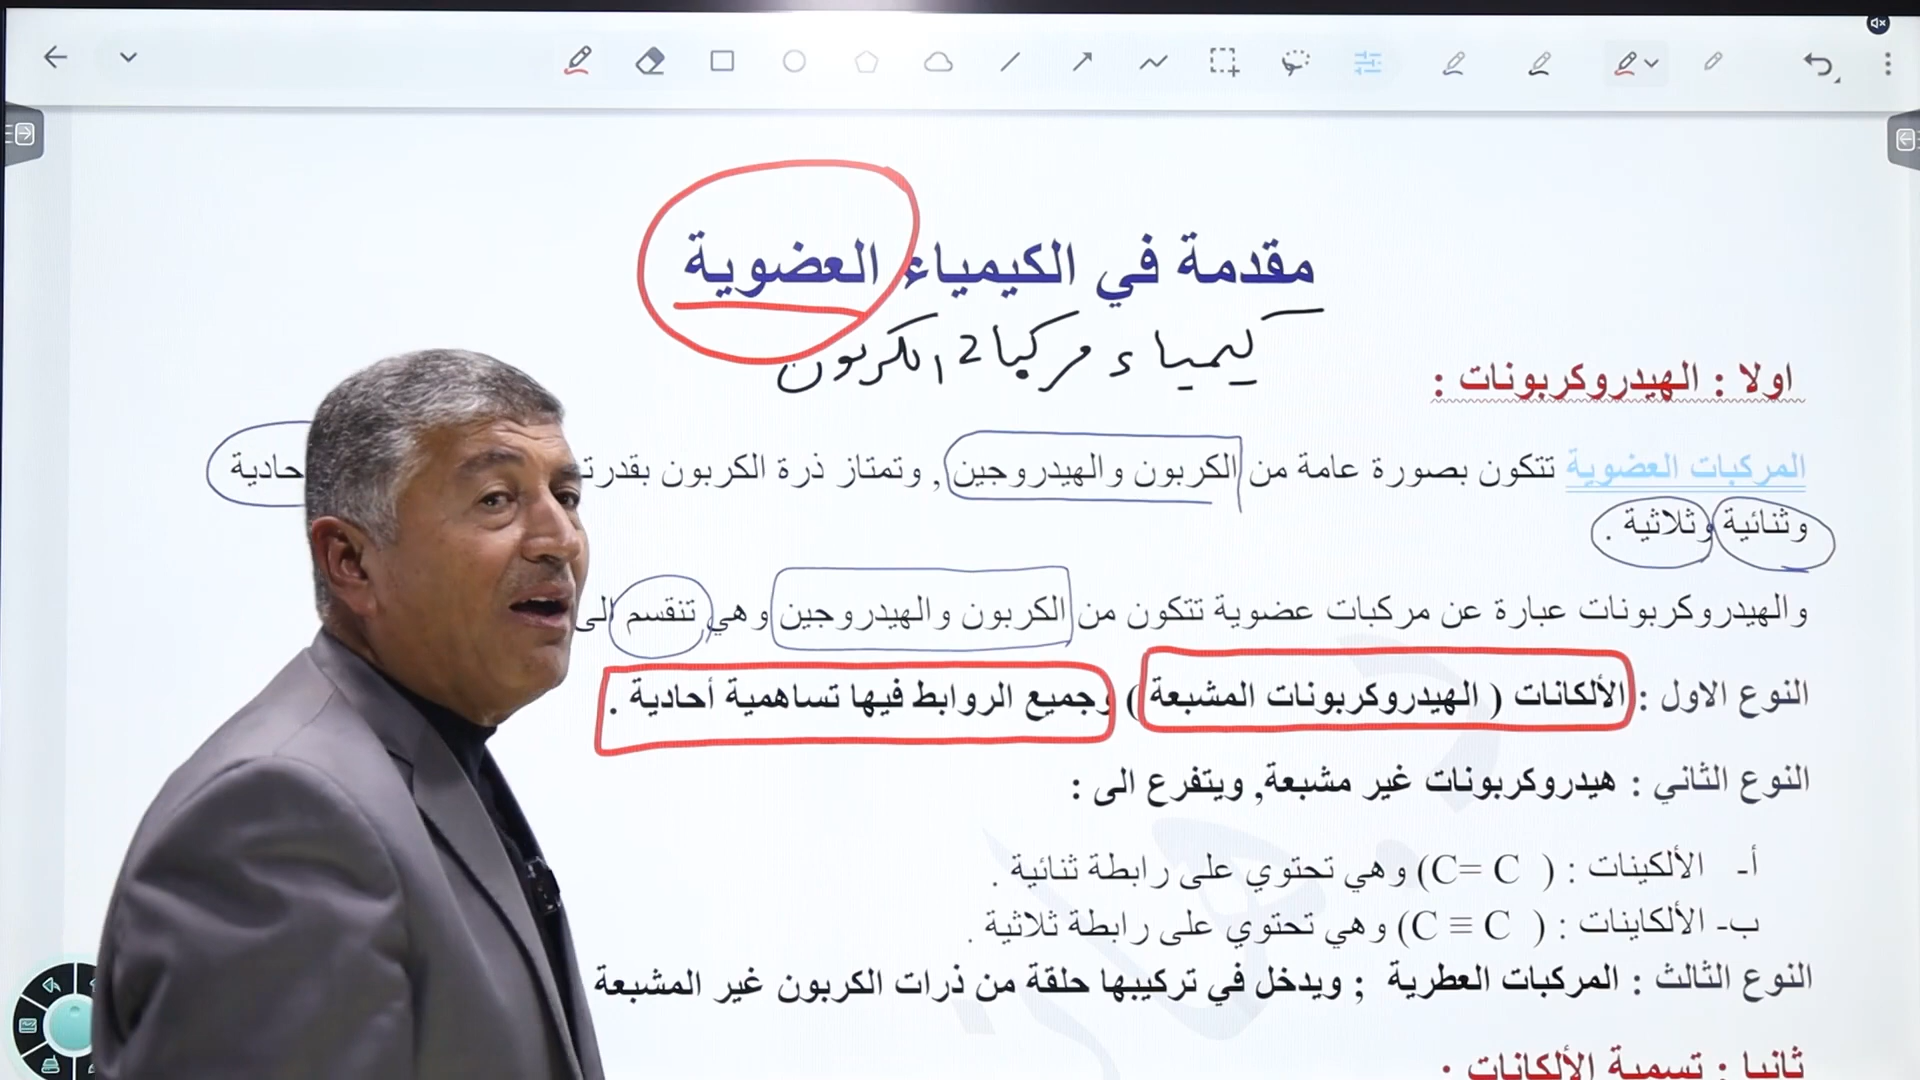 مقدمة في الكيمياء العضوية
كيمياء مركبات الكربون
اولا : الهيدروكربونات :
المركبات العضوية تتكون بصورة عامة من الكربون والهيدروجين , وتمتاز ذرة الكربون حادية
وثنائية وثلاثية .
والهيدروكربونات عبارة عن مركبات عضوية تتكون من الكربون والهيدروجين وهي تنقسم الى
النوع الاول : الألكانات ( الهيدروكربونات المشبعة ) وجميع الروابط فيها تساهمية أحادية .
النوع الثاني : هيدروكربونات غير مشبعة, ويتفرع الى :
أ- الألكينات : ( C= C) وهي تحتوي على رابطة ثنائية .
ب- الألكاينات : ( C ≡ C) وهي تحتوي على رابطة ثلاثية .
النوع الثالث : المركبات العطرية ; ويدخل في تركيبها حلقة من ذرات الكربون غير المشبعة
ثانيا : تسمية الألكانات :